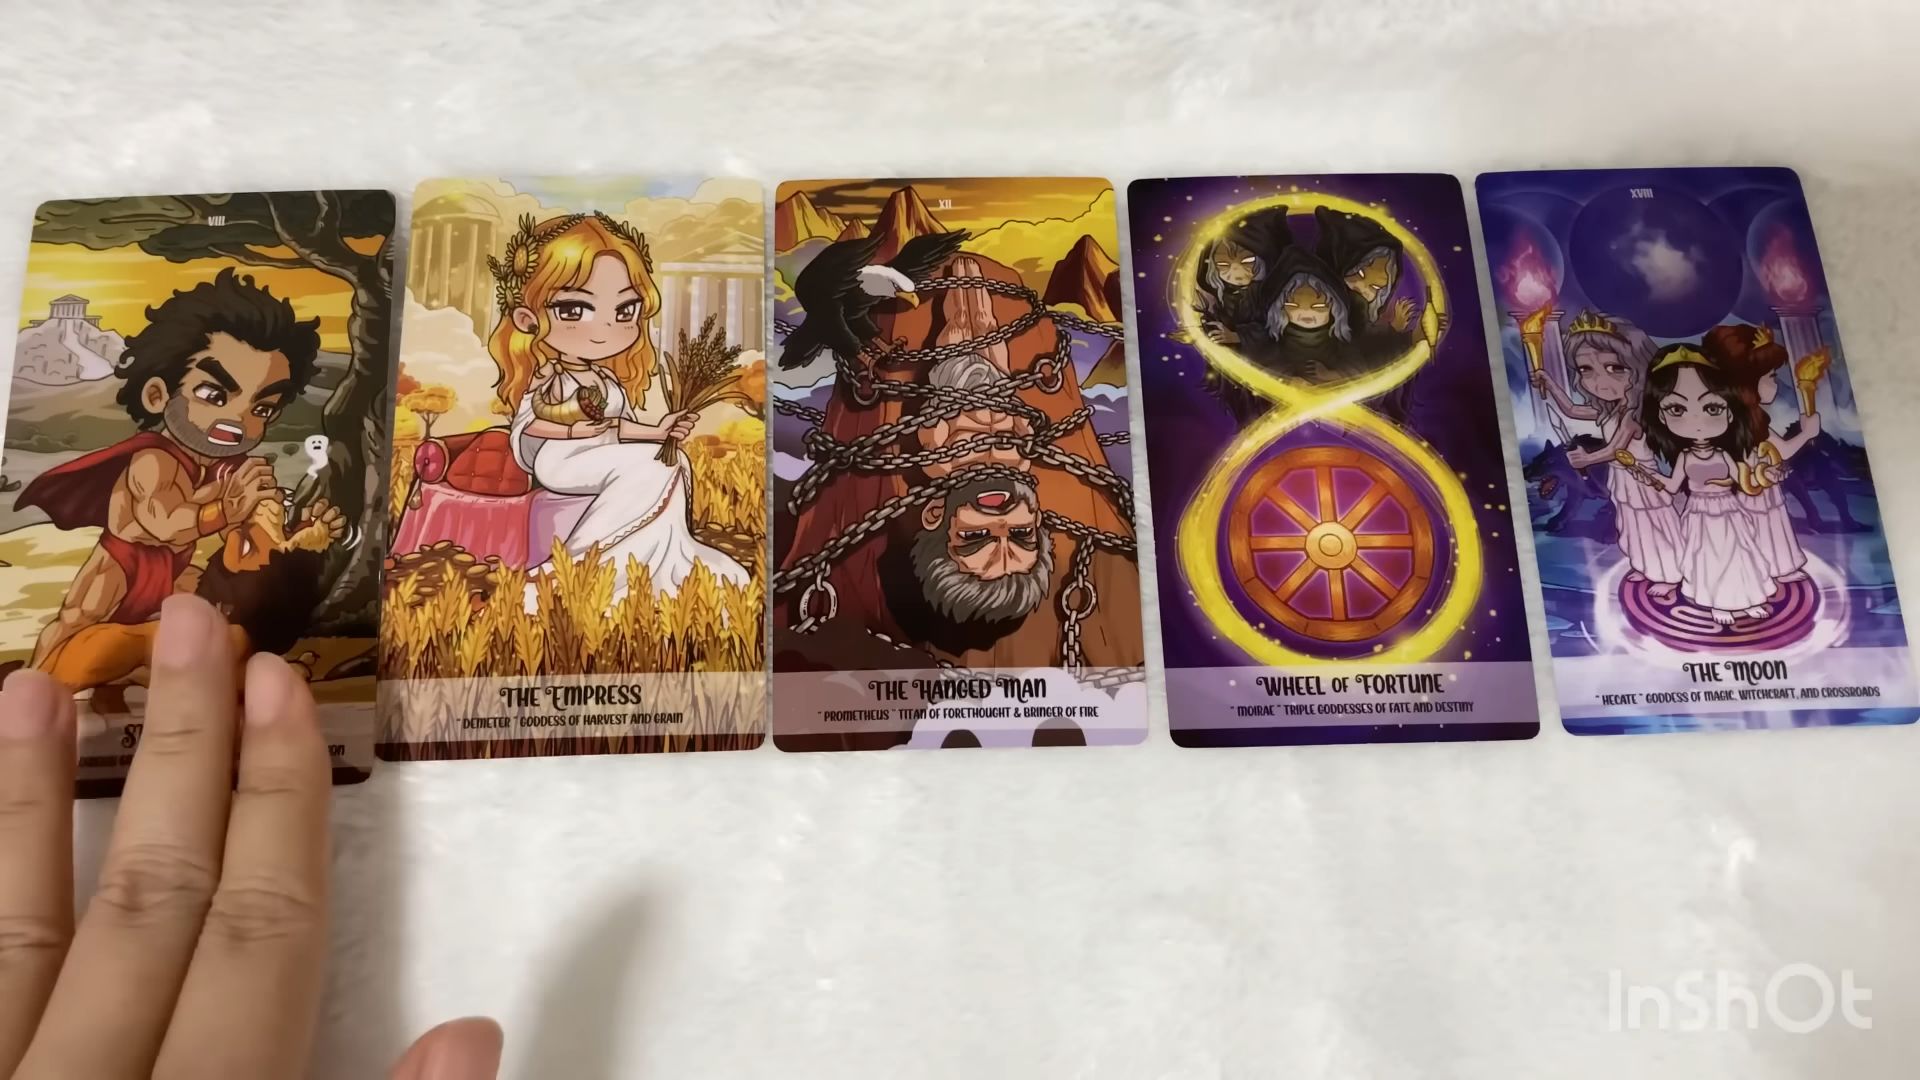 VIII
THE EMPRESS
"DEMETER" GODDESS OF HARVEST AND GRAIN
XII
THE HANGED MAN
"PROMETHEUS" TITAN OF FORETHOUGHT & BRINGER OF FIRE
WHEEL OF FORTUNE
"MOIRAE" TRIPLE GODDESSES OF FATE AND DESTINY
XVIII
THE MOON
"HECATE" GODDESS OF MAGIC, WITCHCRAFT, AND CROSSROADS
InShOt